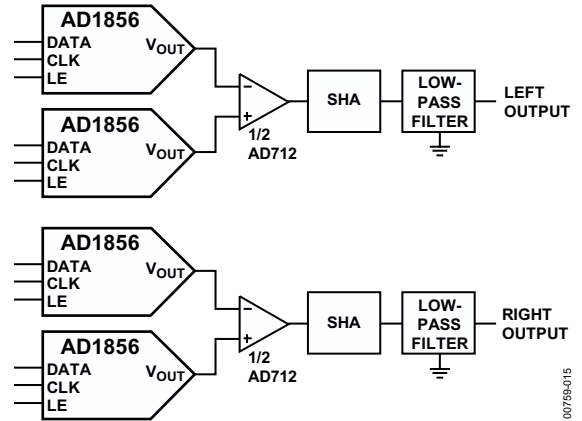 AD1856
DATA
CLK
LE
VOUT
AD1856
DATA
CLK
LE
VOUT
–
+
1/2
AD712
SHA
LOW-
PASS
FILTER
LEFT
OUTPUT
AD1856
DATA
CLK
LE
VOUT
AD1856
DATA
CLK
LE
VOUT
–
+
1/2
AD712
SHA
LOW-
PASS
FILTER
RIGHT
OUTPUT
00759-015